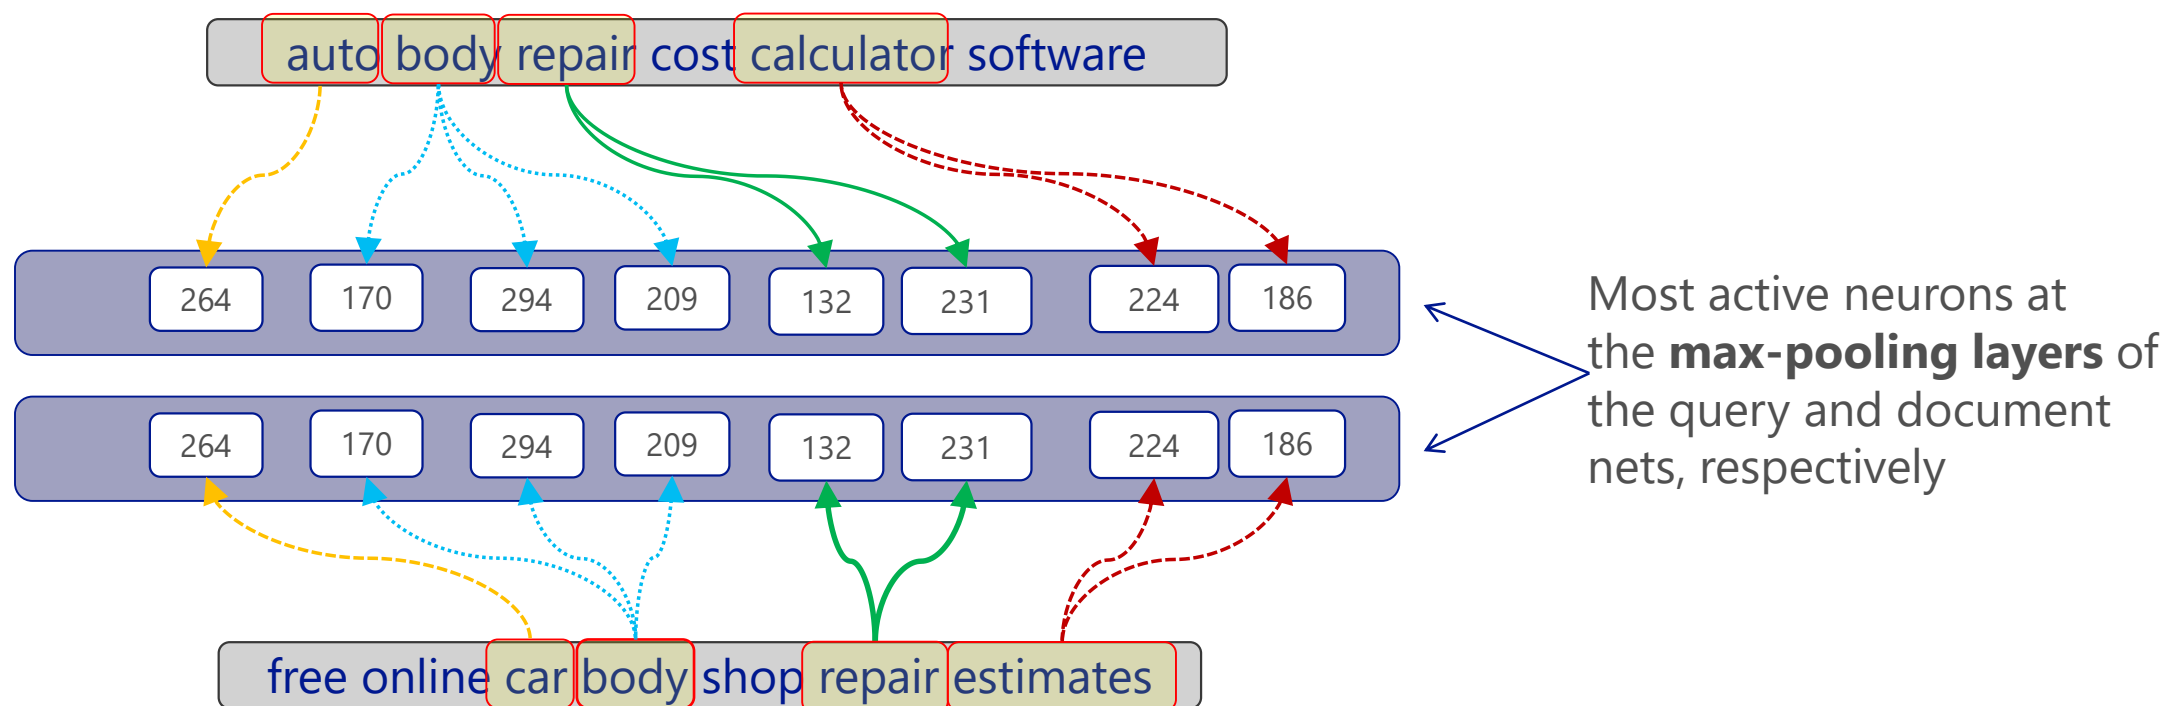 auto body repair cost calculator software
264 170 294 209 132 231 224 186
264 170 294 209 132 231 224 186
free online car body shop repair estimates
Most active neurons at
the max-pooling layers of
the query and document
nets, respectively